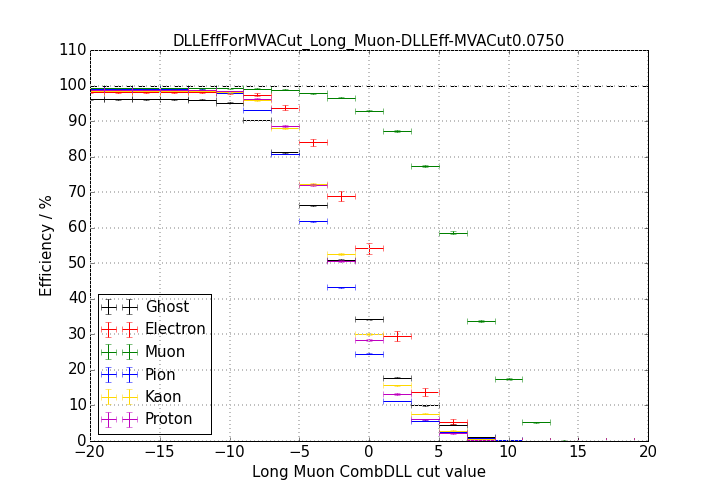 DLLEffForMVACut_Long_Muon-DLLEff-MVACut0.0750
110
100
90
80
70
60
50
40
30
20
10
0
Efficiency / %
Ghost
Electron
Muon
Pion
Kaon
Proton
−20 −15 −10 −5 0 5 10 15 20
Long Muon CombDLL cut value